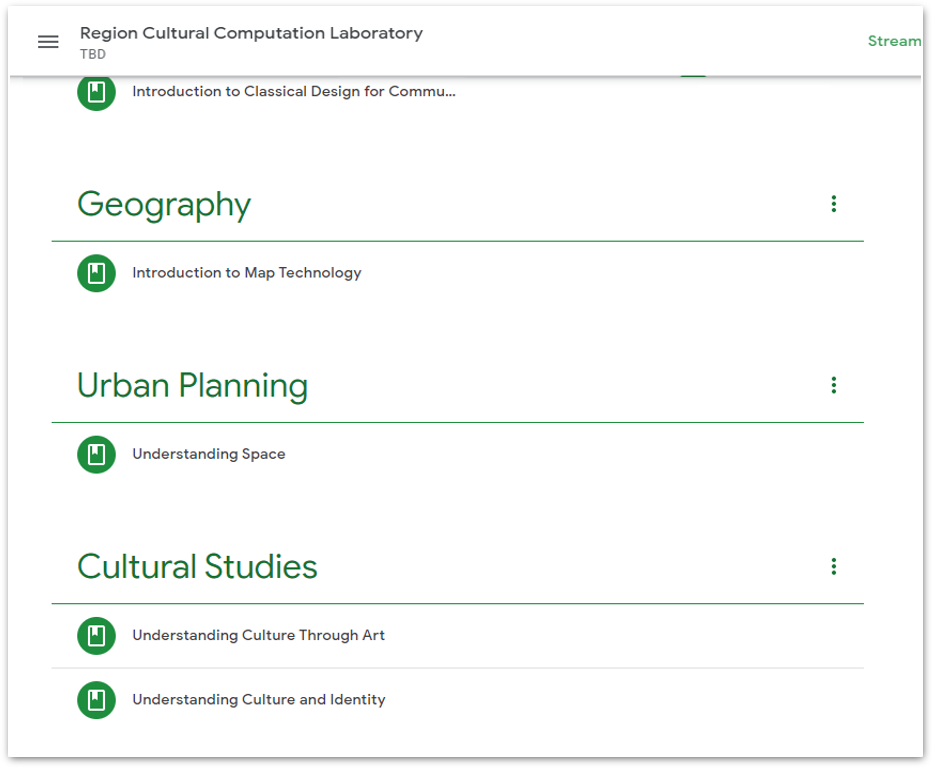 Region Cultural Computation Laboratory
TBD
Stream
Introduction to Classical Design for Commu...
Geography
Introduction to Map Technology
Urban Planning
Understanding Space
Cultural Studies
Understanding Culture Through Art
Understanding Culture and Identity